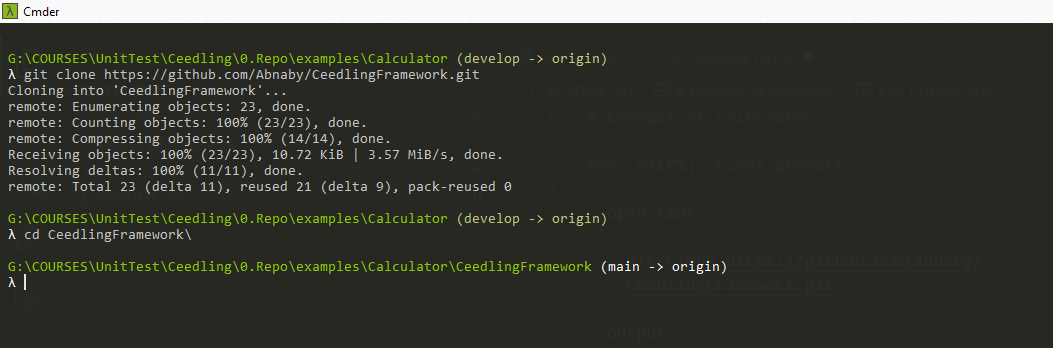 Cmder
G:\COURSES\UnitTest\Ceedling\0.Repo\examples\Calculator (develop -> origin)
λ git clone https://github.com/Abnaby/CeedlingFramework.git
Cloning into 'CeedlingFramework'...
remote: Enumerating objects: 23, done.
remote: Counting objects: 100% (23/23), done.
remote: Compressing objects: 100% (14/14), done.
Receiving objects: 100% (23/23), 10.72 KiB | 3.57 MiB/s, done.
Resolving deltas: 100% (11/11), done.
remote: Total 23 (delta 11), reused 21 (delta 9), pack-reused 0
G:\COURSES\UnitTest\Ceedling\0.Repo\examples\Calculator (develop -> origin)
λ cd CeedlingFramework\
G:\COURSES\UnitTest\Ceedling\0.Repo\examples\Calculator\CeedlingFramework (main -> origin)
λ